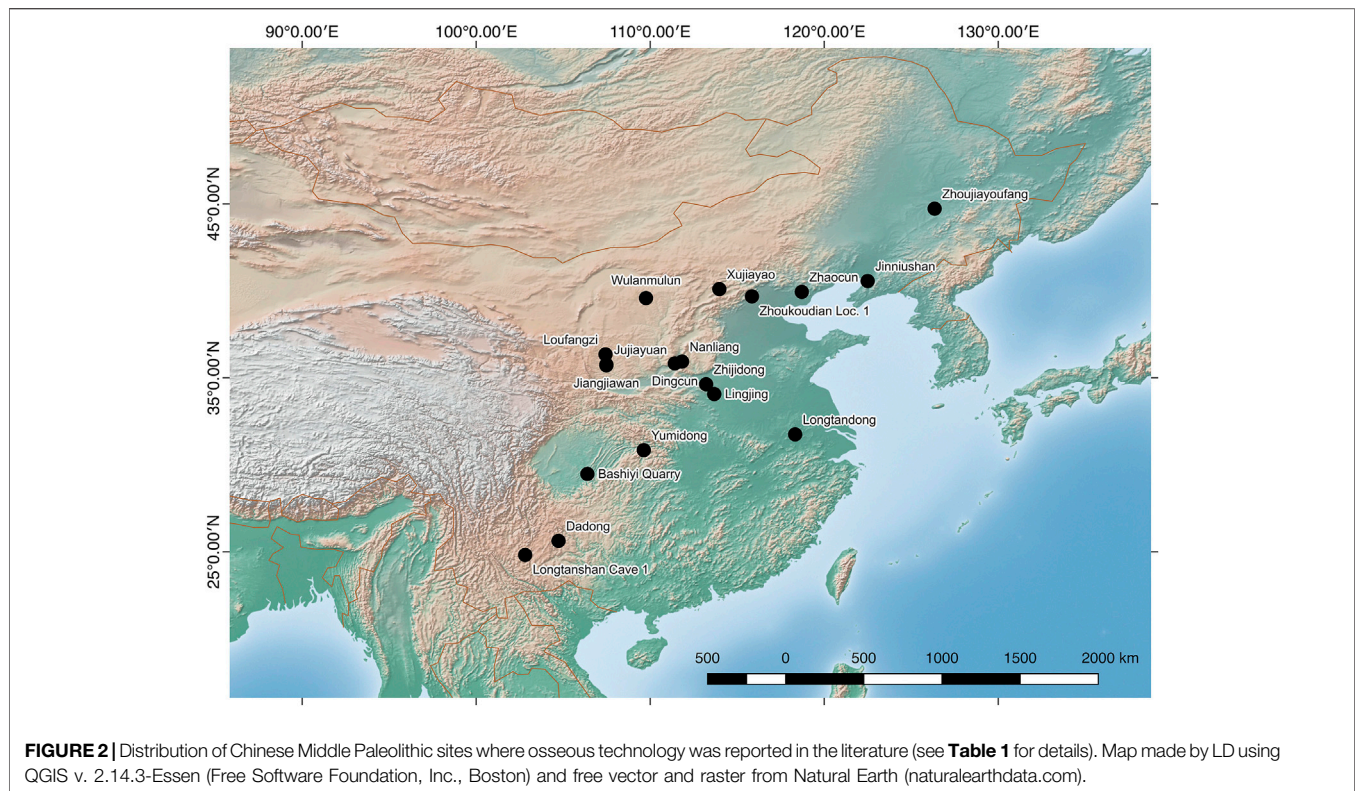 90°0.00′E 100°0.00′E 110°0.00′E 120°0.00′E 130°0.00′E
45°0.00′N
35°0.00′N
25°0.00′N
Zhoujiayoufang
Jinniushan
Zhaocun
Xujiayao
Wulanmulun
Zhoukoudian Loc. 1
Loufangzi
Jujiayuan
Nanliang
Zhijidong
Jiangjiawan
Dingcun
Lingjing
Longtandong
Yumidong
Bashiyi Quarry
Dadong
Longtanshan Cave 1
500 0 500 1000 1500 2000 km
FIGURE 2 | Distribution of Chinese Middle Paleolithic sites where osseous technology was reported in the literature (see Table 1 for details). Map made by LD using
QGIS v. 2.14.3-Essen (Free Software Foundation, Inc., Boston) and free vector and raster from Natural Earth (naturalearthdata.com).